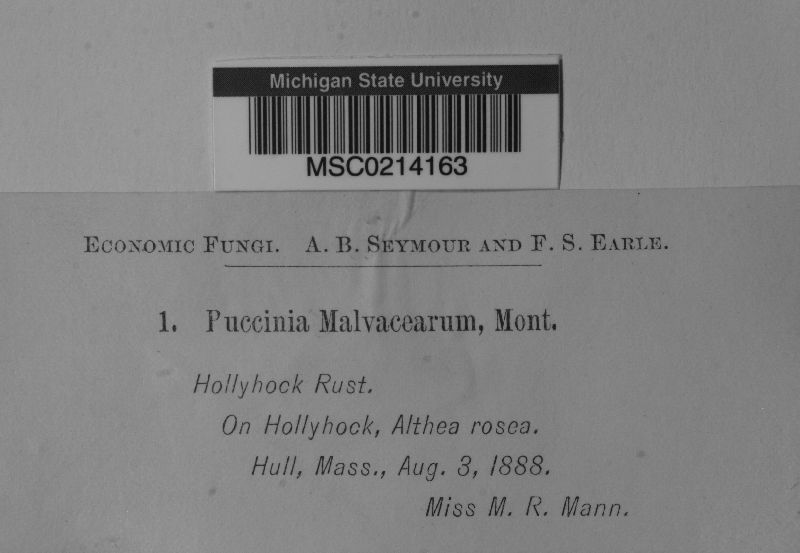 Michigan State University
MSC0214163
ECONOMIC FUNGI. A. B. SEYMOUR AND F. S. EARLE.
1. Puccinia Malvacearum, Mont.
Hollyhock Rust.
On Hollyhock, Althea rosea.
Hull, Mass., Aug. 3, 1888.
Miss M. R. Mann.